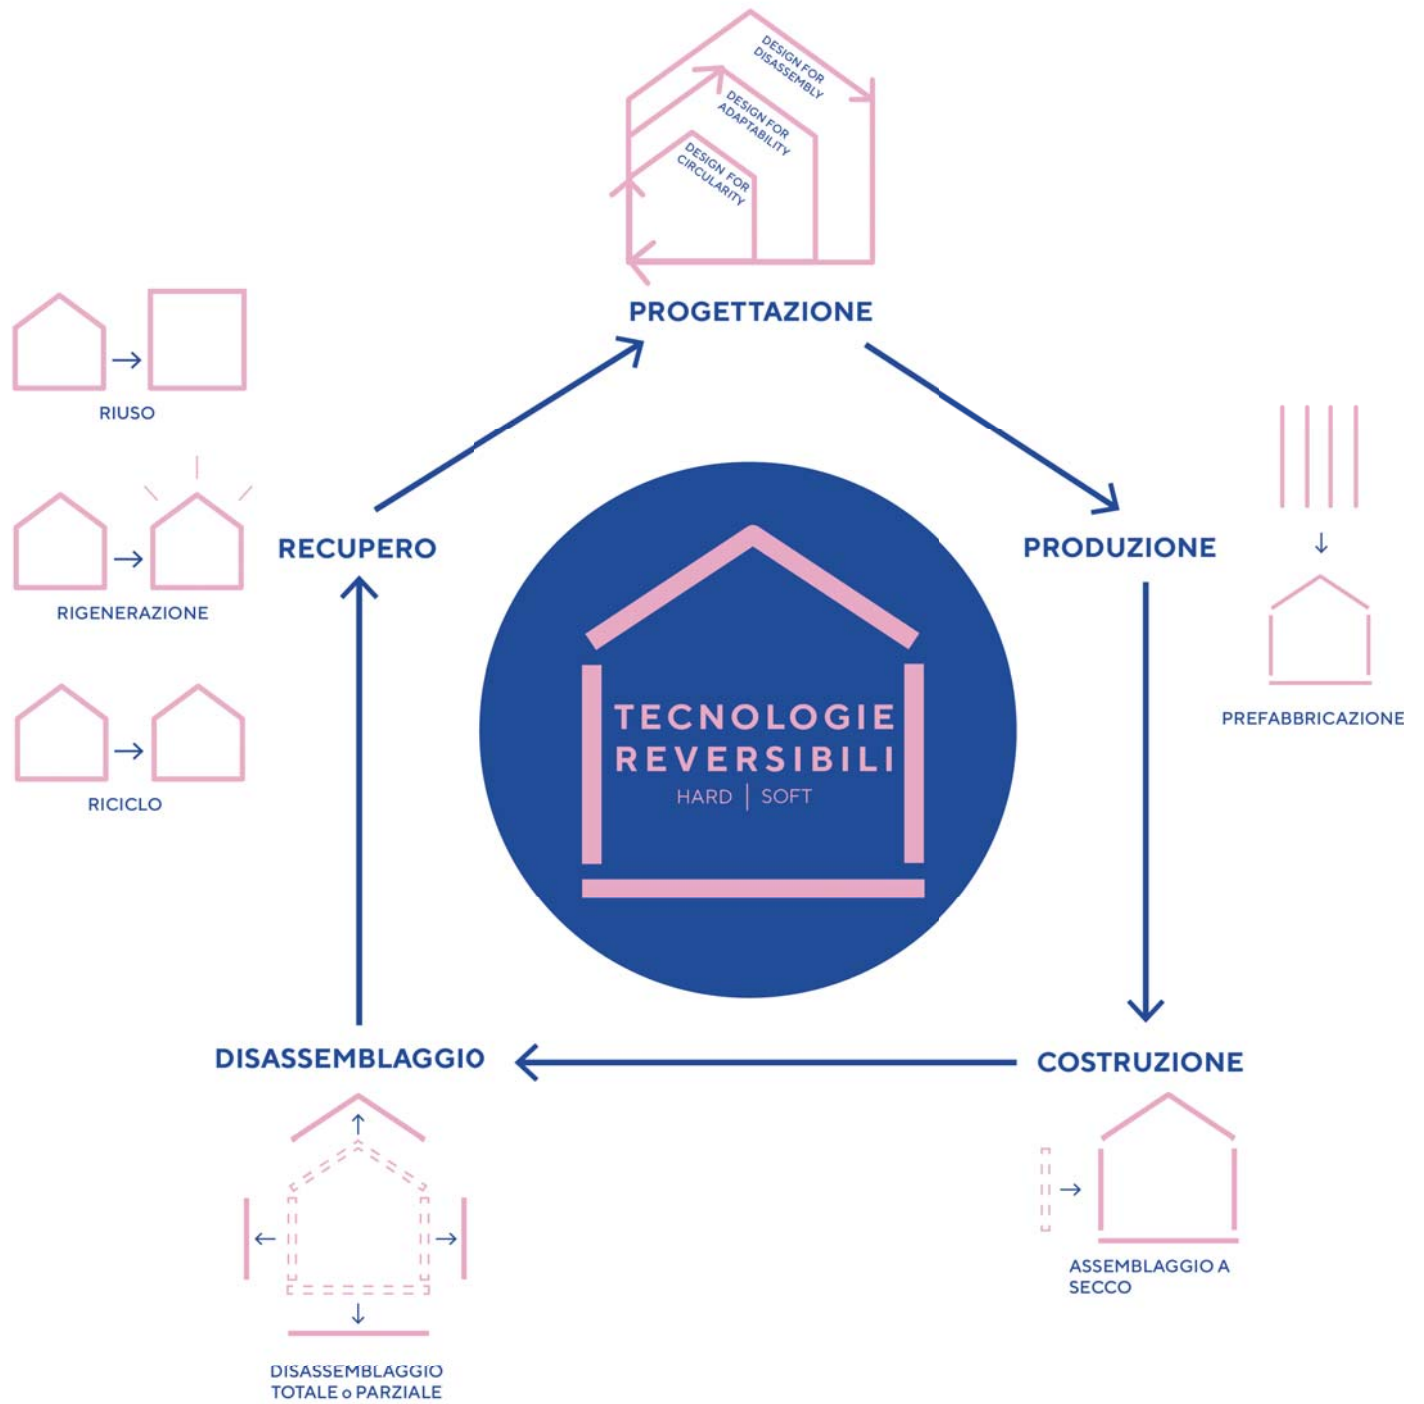 DESIGN FOR
DISASSEMBLY
DESIGN FOR
ADAPTABILITY
DESIGN FOR
CIRCULARITY
PROGETTAZIONE
RIUSO
RECUPERO
PRODUZIONE
RIGENERAZIONE
TECNOLOGIE
REVERSIBILI
HARD | SOFT
PREFABBRICAZIONE
RICICLO
DISASSEMBLAGGIO
COSTRUZIONE
ASSEMBLAGGIO A
SECCO
DISASSEMBLAGGIO
TOTALE o PARZIALE